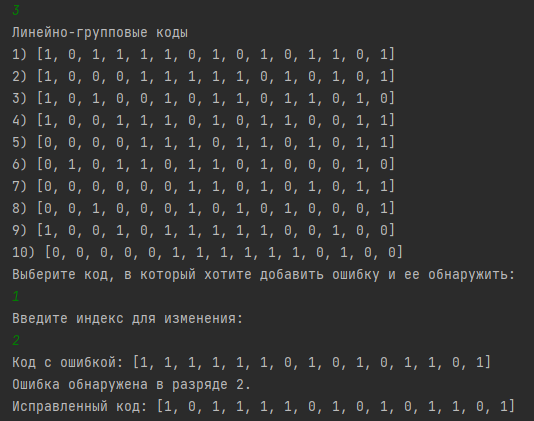 3
Линейно-групповые коды
1) [1, 0, 1, 1, 1, 1, 0, 1, 0, 1, 0, 1, 1, 0, 1]
2) [1, 0, 0, 0, 1, 1, 1, 1, 1, 0, 1, 0, 1, 0, 1]
3) [1, 0, 1, 0, 0, 1, 0, 1, 1, 0, 1, 1, 0, 1, 0]
4) [1, 0, 0, 1, 1, 1, 0, 1, 0, 1, 1, 0, 0, 1, 1]
5) [0, 0, 0, 0, 1, 1, 1, 0, 1, 1, 0, 1, 0, 1, 1]
6) [0, 1, 0, 1, 1, 0, 1, 1, 0, 1, 0, 0, 0, 1, 0]
7) [0, 0, 0, 0, 0, 0, 1, 1, 0, 1, 0, 1, 0, 1, 1]
8) [0, 0, 1, 0, 0, 0, 1, 0, 1, 0, 1, 0, 0, 0, 1]
9) [1, 0, 0, 1, 0, 1, 1, 1, 1, 1, 0, 0, 1, 0, 0]
10) [0, 0, 0, 0, 0, 1, 1, 1, 1, 1, 1, 0, 1, 0, 0]
Выберите код, в который хотите добавить ошибку и ее обнаружить:
1
Введите индекс для изменения:
2
Код с ошибкой: [1, 1, 1, 1, 1, 1, 0, 1, 0, 1, 0, 1, 1, 0, 1]
Ошибка обнаружена в разряде 2.
Исправленный код: [1, 0, 1, 1, 1, 1, 0, 1, 0, 1, 0, 1, 1, 0, 1]